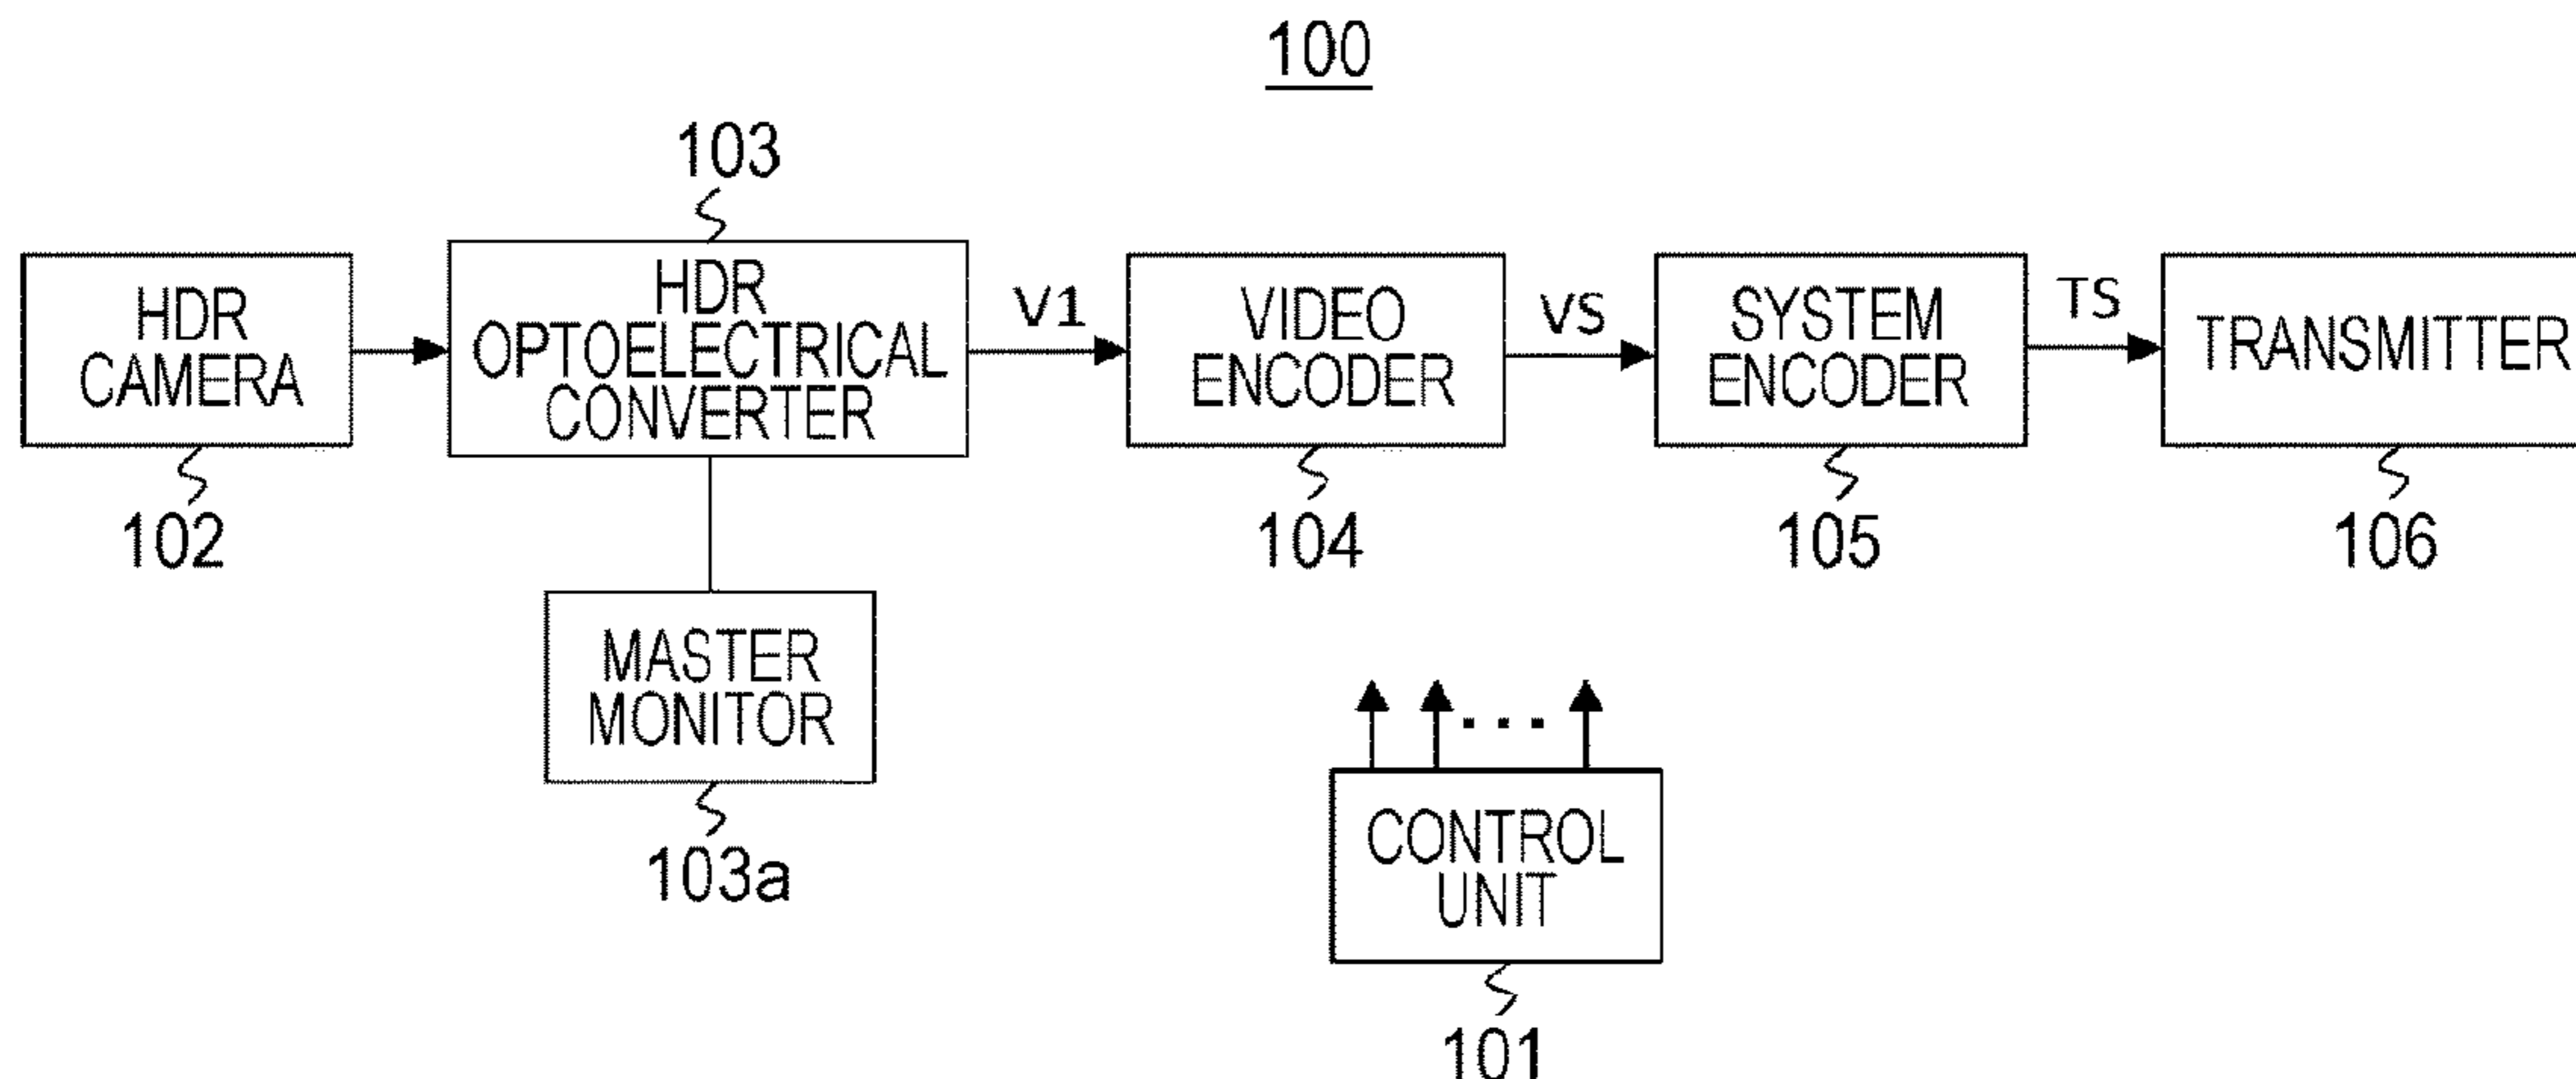 100
103
HDR
CAMERA
HDR
OPTOELECTRICAL
CONVERTER
V1
VIDEO
ENCODER
VS
SYSTEM
ENCODER
TS
TRANSMITTER
102
104
105
106
MASTER
MONITOR
103a
...
CONTROL
UNIT
101